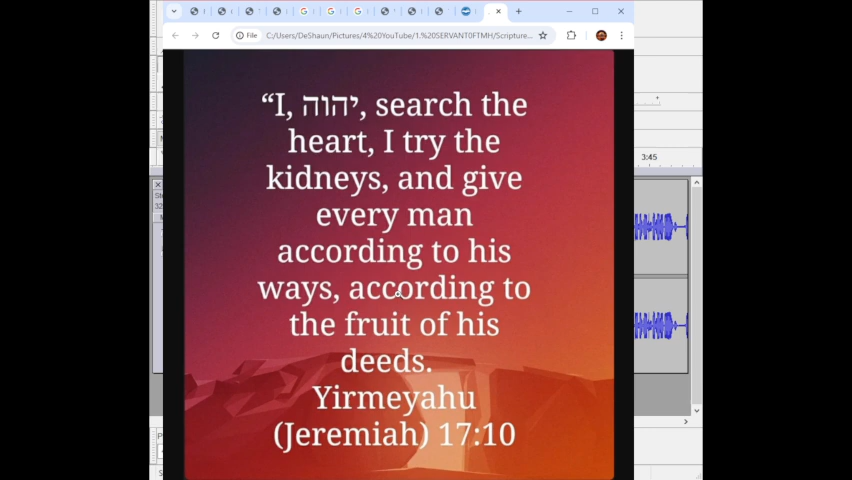 File
C:/Users/DeShaun/Pictures/4%20YouTube/1.%20SERVANT0FTMH/Scripture...
3:45
“I, יהוה, search the
heart, I try the
kidneys, and give
every man
according to his
ways, according to
the fruit of his
deeds.
Yirmeyahu
(Jeremiah) 17:10